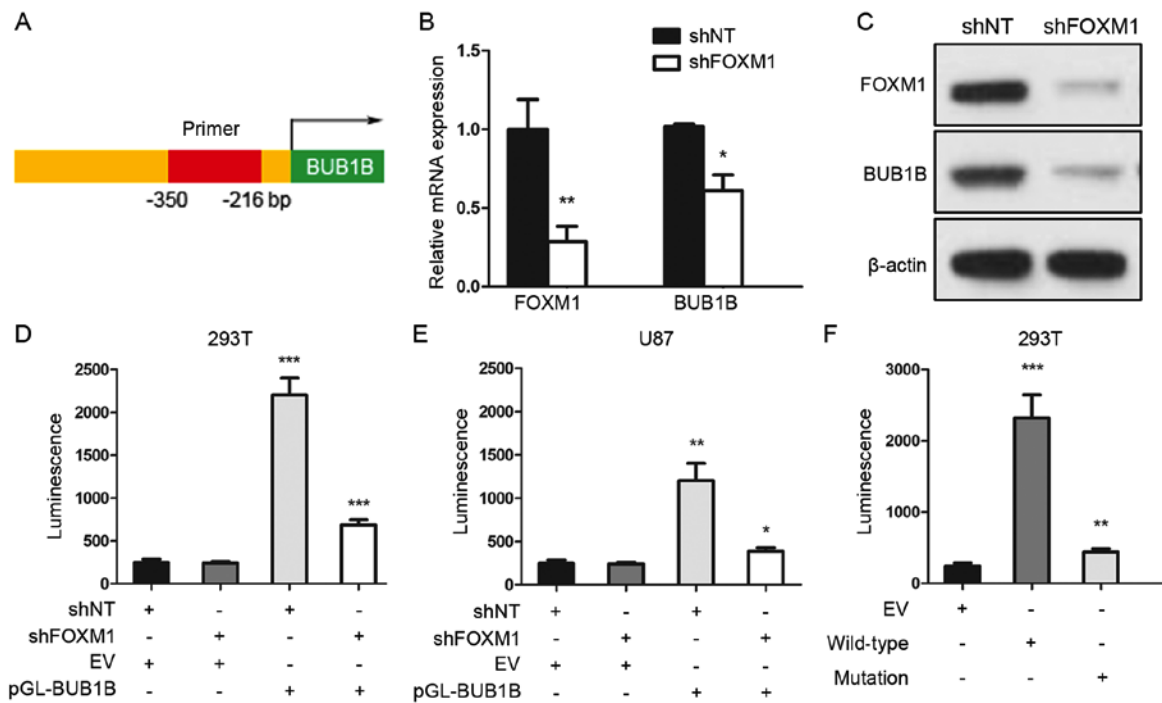 A
Primer
BUB1B
-350
-216 bp
B
shNT
shFOXM1
Relative mRNA expression
1.5
1.0
0.5
0.0
**
*
FOXM1
BUB1B
C
shNT shFOXM1
FOXM1
BUB1B
β-actin
D
293T
Luminescence
2500
2000
1500
1000
500
0
***
***
shNT + - + -
shFOXM1 - + - +
EV + + - -
pGL-BUB1B - - + +
E
U87
Luminescence
2500
2000
1500
1000
500
0
**
*
shNT + - + -
shFOXM1 - + - +
EV + + - -
pGL-BUB1B - - + +
F
293T
Luminescence
3000
2000
1000
0
***
**
EV + - -
Wild-type - + -
Mutation - - +